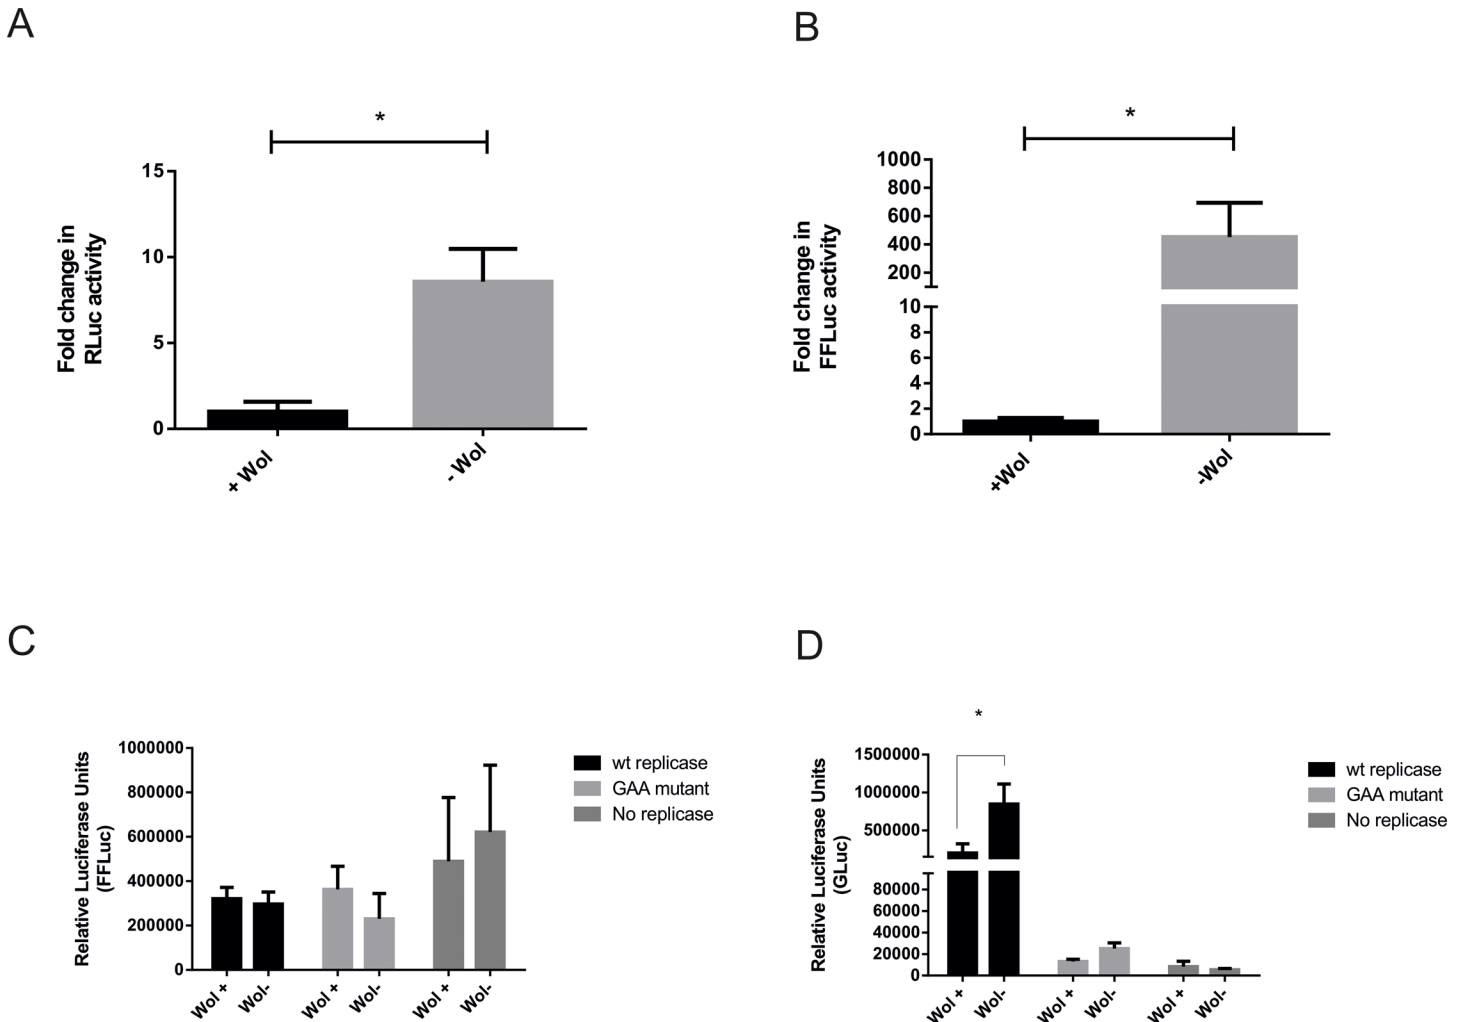 A
*
Fold change in
RLuc activity
15
10
5
0
+ Wol
- Wol
B
*
Fold change in
FFLuc activity
1000
800
600
400
200
10
8
6
4
2
0
+Wol
-Wol
C
Relative Luciferase Units
(FFLuc)
1000000
800000
600000
400000
200000
0
Wol +
Wol-
Wol +
Wol-
Wol +
Wol-
wt replicase
GAA mutant
No replicase
D
*
Relative Luciferase Units
(GLuc)
1500000
1000000
500000
80000
60000
40000
20000
0
Wol +
Wol-
Wol +
Wol-
Wol +
Wol-
wt replicase
GAA mutant
No replicase